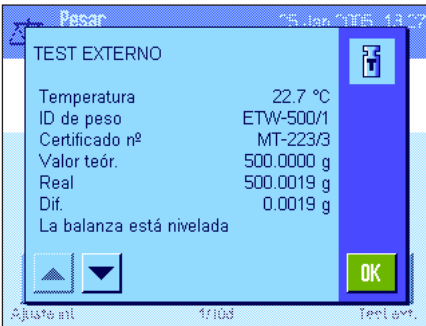 Pesar 25 Jan 2005 13:27
TEST EXTERNO
Temperatura 22.7 °C
ID de peso ETW-500/1
Certificado nº MT-223/3
Valor teór. 500.0000 g
Real 500.0019 g
Dif. 0.0019 g
La balanza está nivelada
OK
Ajuste int. 1/10d Test ext.